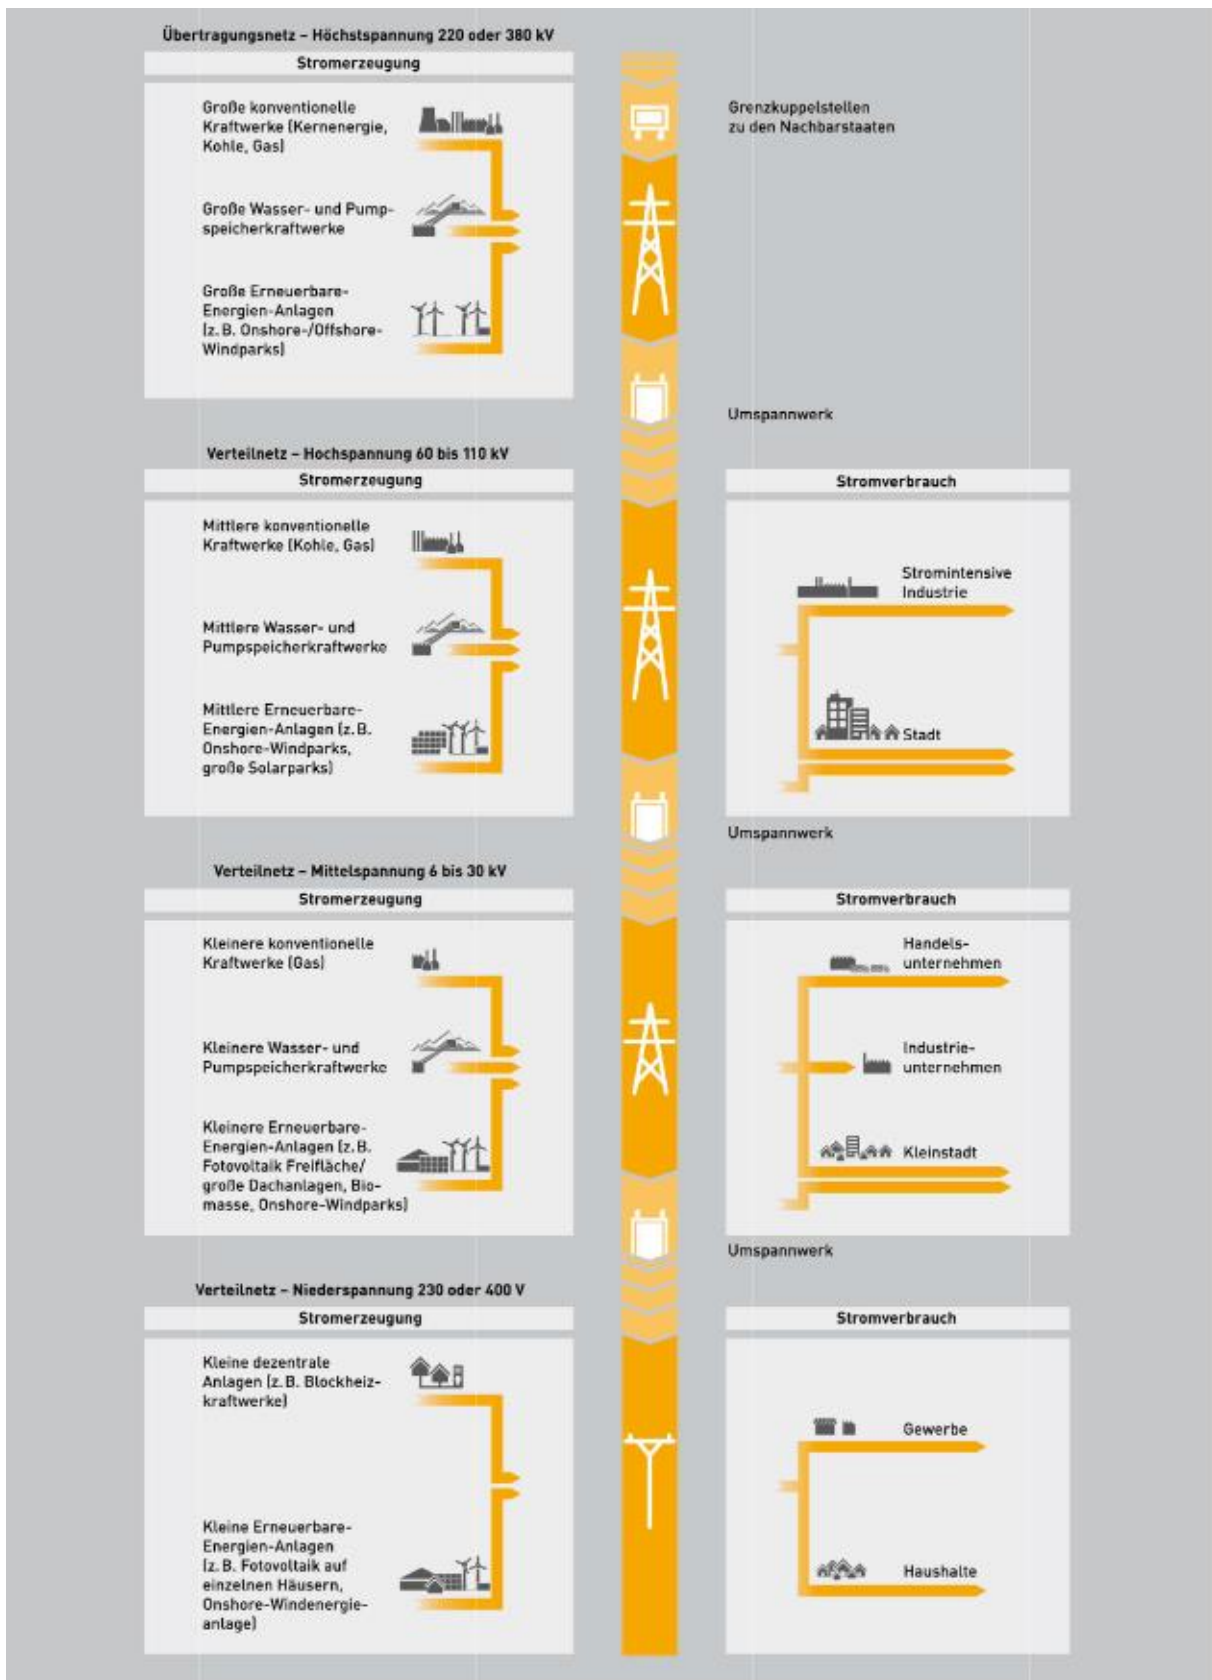 Übertragungsnetz – Höchstspannung 220 oder 380 kV
Stromerzeugung
Große konventionelle
Kraftwerke (Kernenergie,
Kohle, Gas)
Große Wasser- und Pump-
speicherkraftwerke
Große Erneuerbare-
Energien-Anlagen
(z. B. Onshore-/Offshore-
Windparks)
Grenzkuppelstellen
zu den Nachbarstaaten
Umspannwerk
Verteilnetz – Hochspannung 60 bis 110 kV
Stromerzeugung
Mittlere konventionelle
Kraftwerke (Kohle, Gas)
Mittlere Wasser- und
Pumpspeicherkraftwerke
Mittlere Erneuerbare-
Energien-Anlagen (z. B.
Onshore-Windparks,
große Solarparks)
Stromverbrauch
Stromintensive
Industrie
Stadt
Umspannwerk
Verteilnetz – Mittelspannung 6 bis 30 kV
Stromerzeugung
Kleinere konventionelle
Kraftwerke (Gas)
Kleinere Wasser- und
Pumpspeicherkraftwerke
Kleinere Erneuerbare-
Energien-Anlagen (z. B.
Fotovoltaik Freifläche/
große Dachanlagen, Bio-
masse, Onshore-Windparks)
Stromverbrauch
Handels-
unternehmen
Industrie-
unternehmen
Kleinstadt
Umspannwerk
Verteilnetz – Niederspannung 230 oder 400 V
Stromerzeugung
Kleine dezentrale
Anlagen (z. B. Blockheiz-
kraftwerke)
Kleine Erneuerbare-
Energien-Anlagen
(z. B. Fotovoltaik auf
einzelnen Häusern,
Onshore-Windenergie-
anlage)
Stromverbrauch
Gewerbe
Haushalte